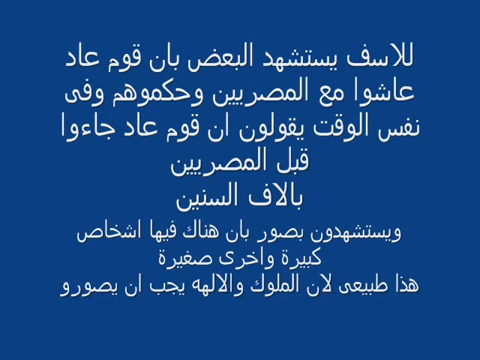 للاسف يستشهد البعض بان قوم عاد
عاشوا مع المصريين وحكموهم وفى
نفس الوقت يقولون ان قوم عاد جاءوا
قبل المصريين
بالاف السنين
ويستشهدون بصور بان هناك فيها اشخاص
كبيرة واخرى صغيرة
هذا طبيعى لان الملوك والالهه يجب ان يصورو